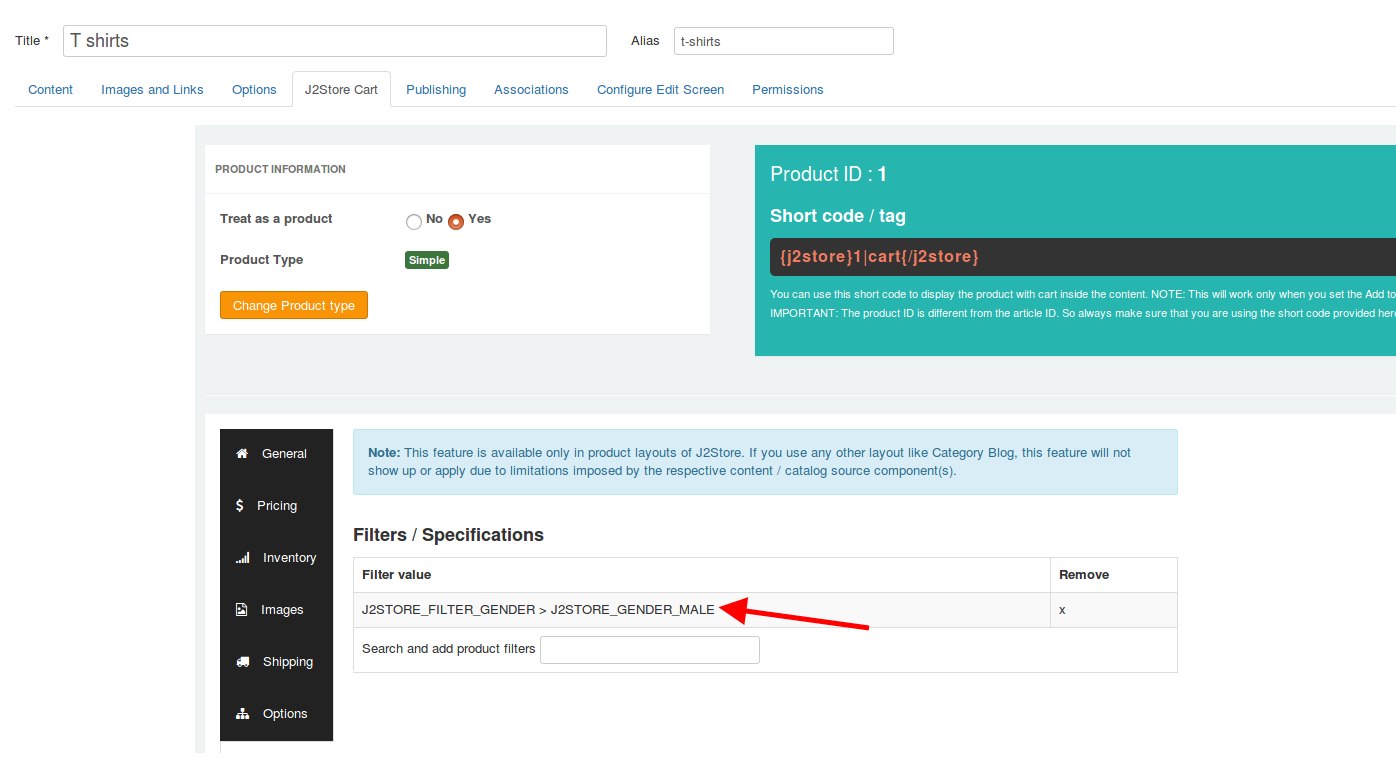 Title * T shirts Alias t-shirts
Content Images and Links Options J2Store Cart Publishing Associations Configure Edit Screen Permissions
PRODUCT INFORMATION
Treat as a product No Yes
Product Type Simple
Change Product type
Product ID : 1
Short code / tag
{j2store}1|cart{/j2store}
You can use this short code to display the product with cart inside the content. NOTE: This will work only when you set the Add to
IMPORTANT: The product ID is different from the article ID. So always make sure that you are using the short code provided here
General
Pricing
Inventory
Images
Shipping
Options
Note: This feature is available only in product layouts of J2Store. If you use any other layout like Category Blog, this feature will not
show up or apply due to limitations imposed by the respective content / catalog source component(s).
Filters / Specifications
Filter value Remove
J2STORE_FILTER_GENDER > J2STORE_GENDER_MALE x
Search and add product filters